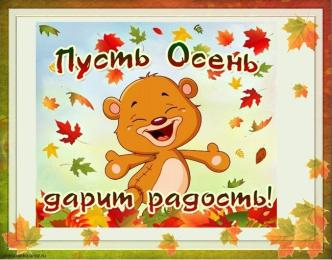 Пусть Осень
дарит радость!